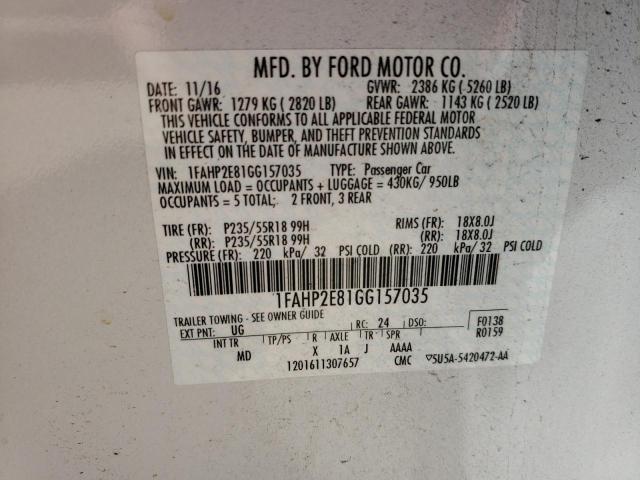 MFD. BY FORD MOTOR CO.
DATE: 11/16 GVWR: 2386 KG ( 5260 LB)
FRONT GAWR: 1279 KG ( 2820 LB) REAR GAWR: 1143 KG ( 2520 LB)
THIS VEHICLE CONFORMS TO ALL APPLICABLE FEDERAL MOTOR
VEHICLE SAFETY, BUMPER, AND THEFT PREVENTION STANDARDS
IN EFFECT ON THE DATE OF MANUFACTURE SHOWN ABOVE.
VIN: 1FAHP2E81GG157035 TYPE: Passenger Car
MAXIMUM LOAD = OCCUPANTS + LUGGAGE = 430KG/ 950LB
OCCUPANTS = 5 TOTAL; 2 FRONT, 3 REAR
TIRE (FR): P235/55R18 99H RIMS (FR): 18X8.0J
(RR): P235/55R18 99H (RR): 18X8.0J
PRESSURE (FR): 220 kPa/ 32 PSI COLD (RR): 220 kPa/ 32 PSI COLD
1FAHP2E81GG157035
TRAILER TOWING - SEE OWNER GUIDE
EXT PNT: UG RC: 24 DSO: F0138
INT TR TP/PS R AXLE TR SPR R0159
MD X 1A J AAAA
1201611307657 CMC 5U5A-5420472-AA